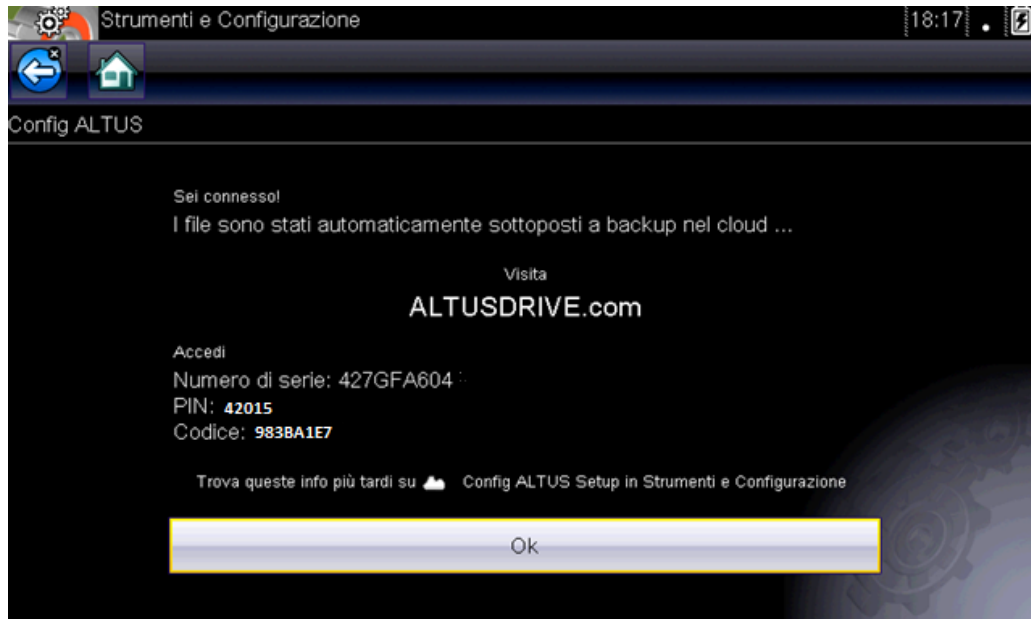 Strumenti e Configurazione 18:17
Config ALTUS
Sei connesso!
I file sono stati automaticamente sottoposti a backup nel cloud ...
Visita
ALTUSDRIVE.com
Accedi
Numero di serie: 427GFA604
PIN: 42015
Codice: 983BA1E7
Trova queste info più tardi su Config ALTUS Setup in Strumenti e Configurazione
Ok